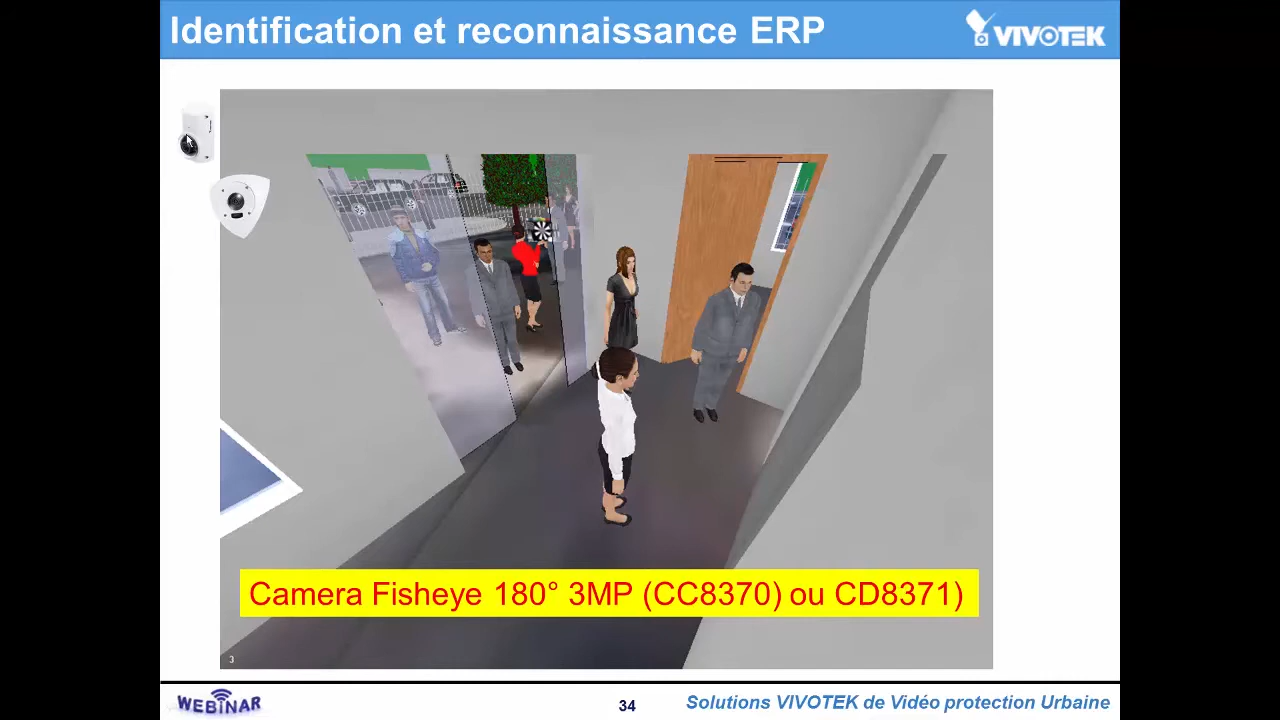 Identification et reconnaissance ERP
VIVOTEK
Camera Fisheye 180° 3MP (CC8370) ou CD8371)
3
WEBINAR
34
Solutions VIVOTEK de Vidéo protection Urbaine